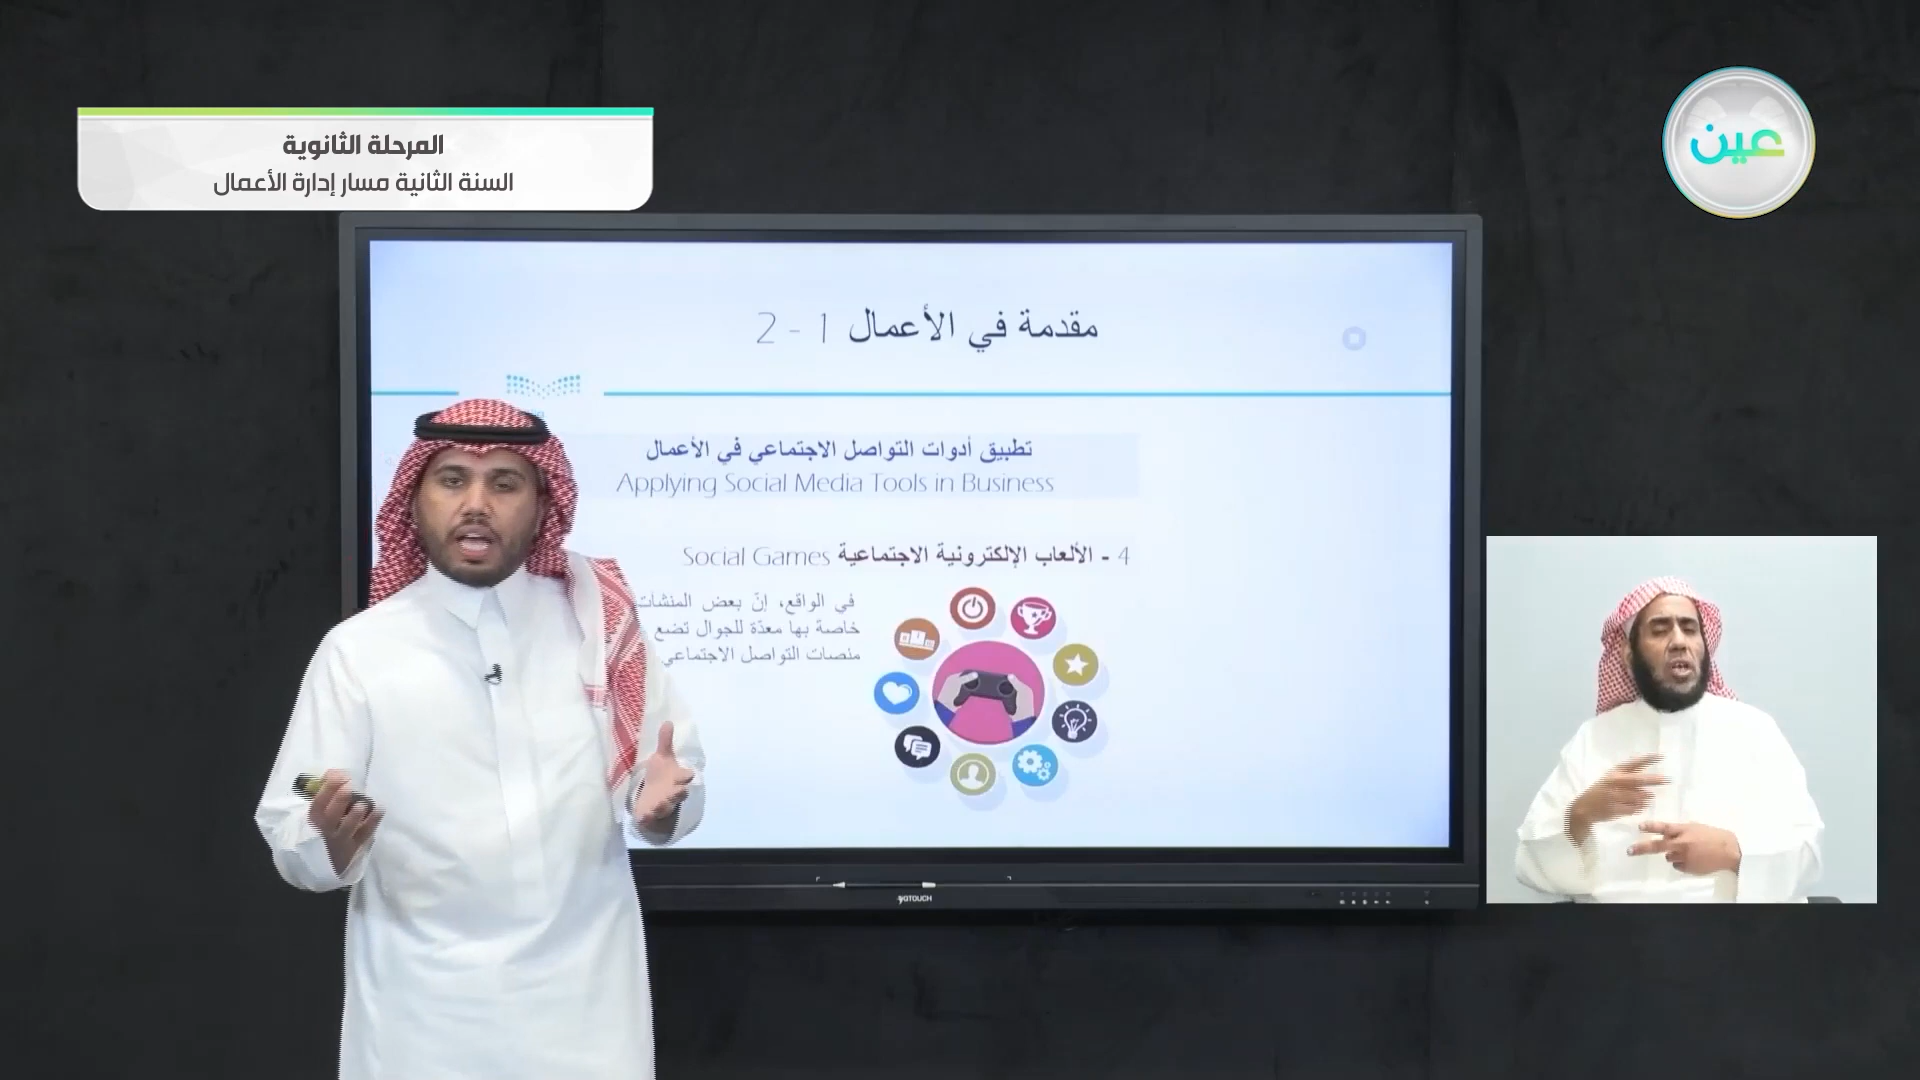 المرحلة الثانوية
السنة الثانية مسار إدارة الأعمال
عين
مقدمة في الأعمال 1 - 2
تطبيق أدوات التواصل الاجتماعي في الأعمال
Applying Social Media Tools in Business
4 - الألعاب الإلكترونية الاجتماعية Social Games
في الواقع، إنّ بعض المنشآت
خاصة بها معدّة للجوال تضع
منصات التواصل الاجتماعي